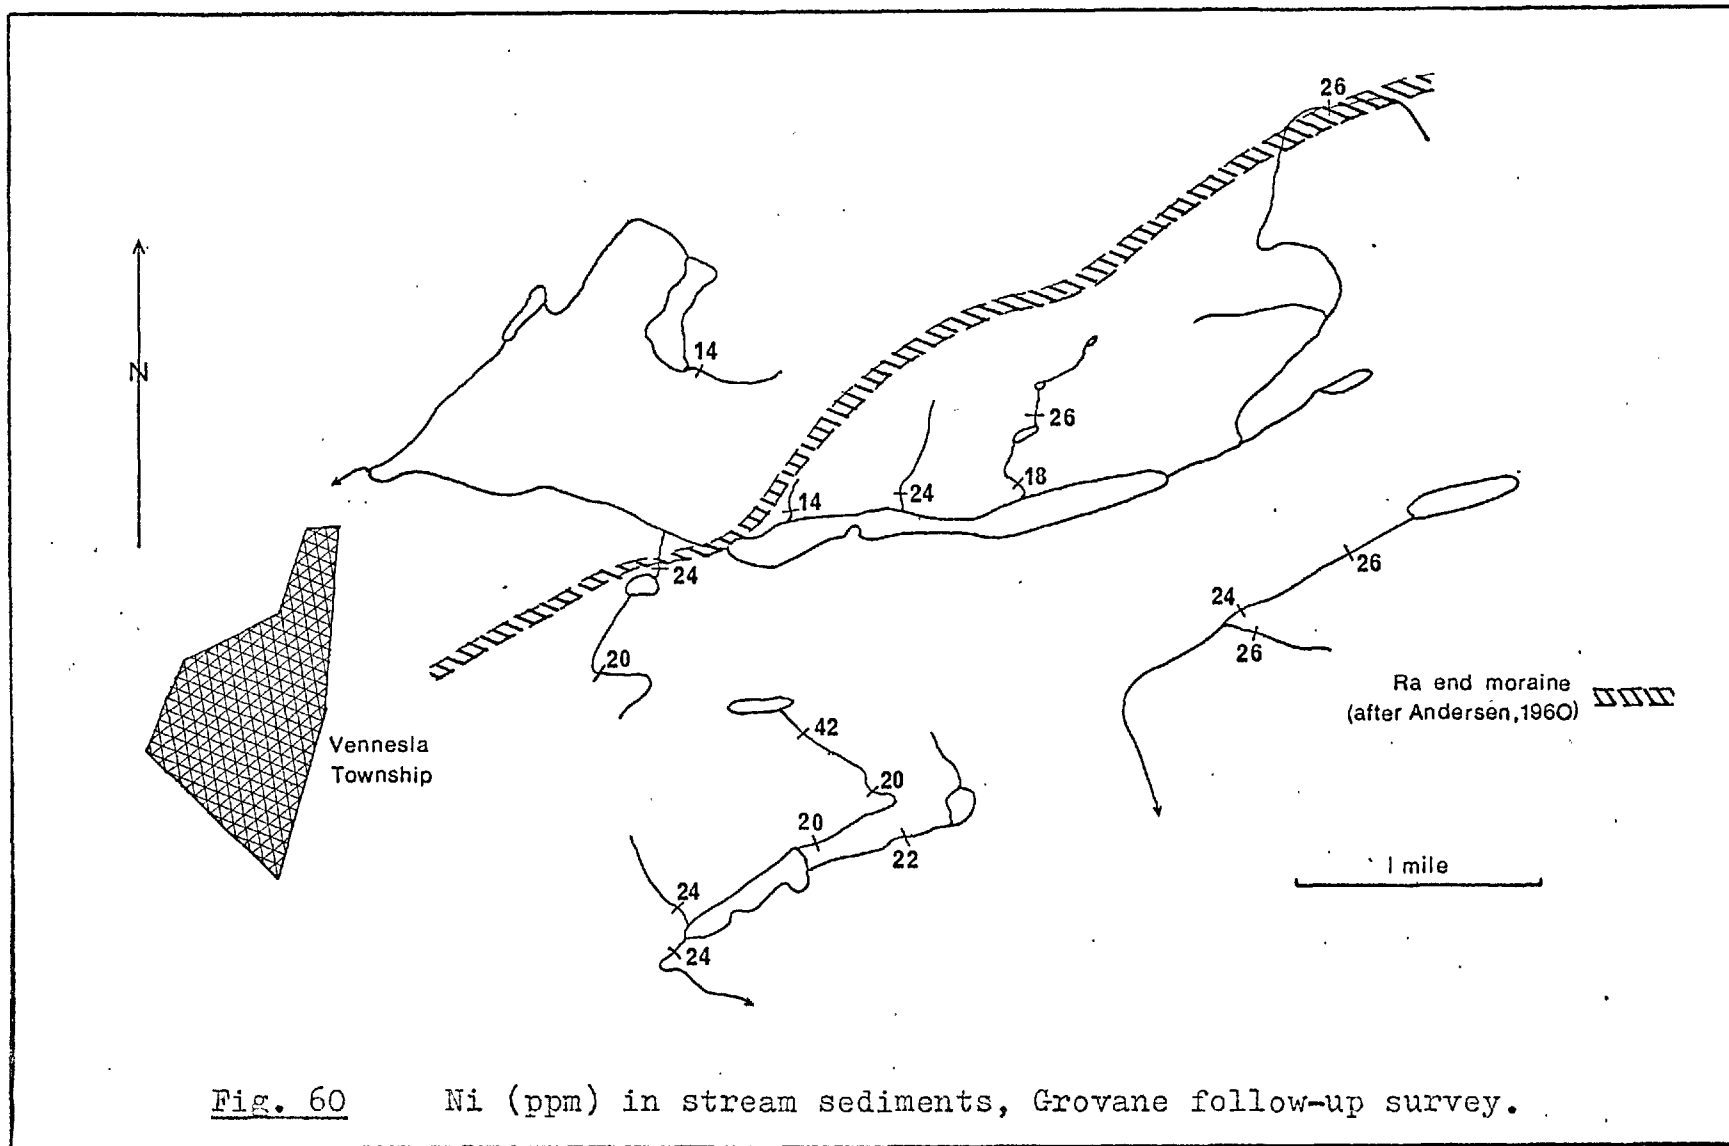 26
N
14
26
18
24
14
24
26
24
26
20
Ra end moraine
(after Andersen, 1960)
42
Vennesla
Township
20
20
22
1 mile
24
24
Fig. 60 Ni (ppm) in stream sediments, Grovane follow-up survey.